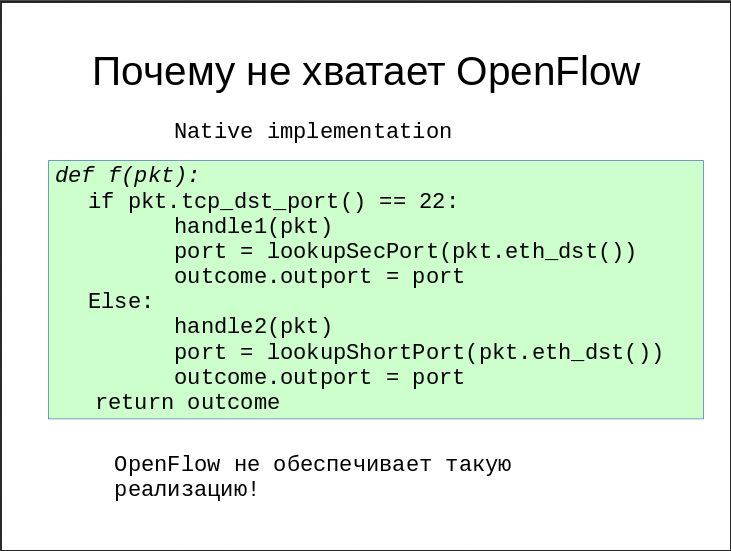 Почему не хватает OpenFlow
Native implementation
def f(pkt):
if pkt.tcp_dst_port() == 22:
handle1(pkt)
port = lookupSecPort(pkt.eth_dst())
outcome.outport = port
Else:
handle2(pkt)
port = lookupShortPort(pkt.eth_dst())
outcome.outport = port
return outcome
OpenFlow не обеспечивает такую
реализацию!